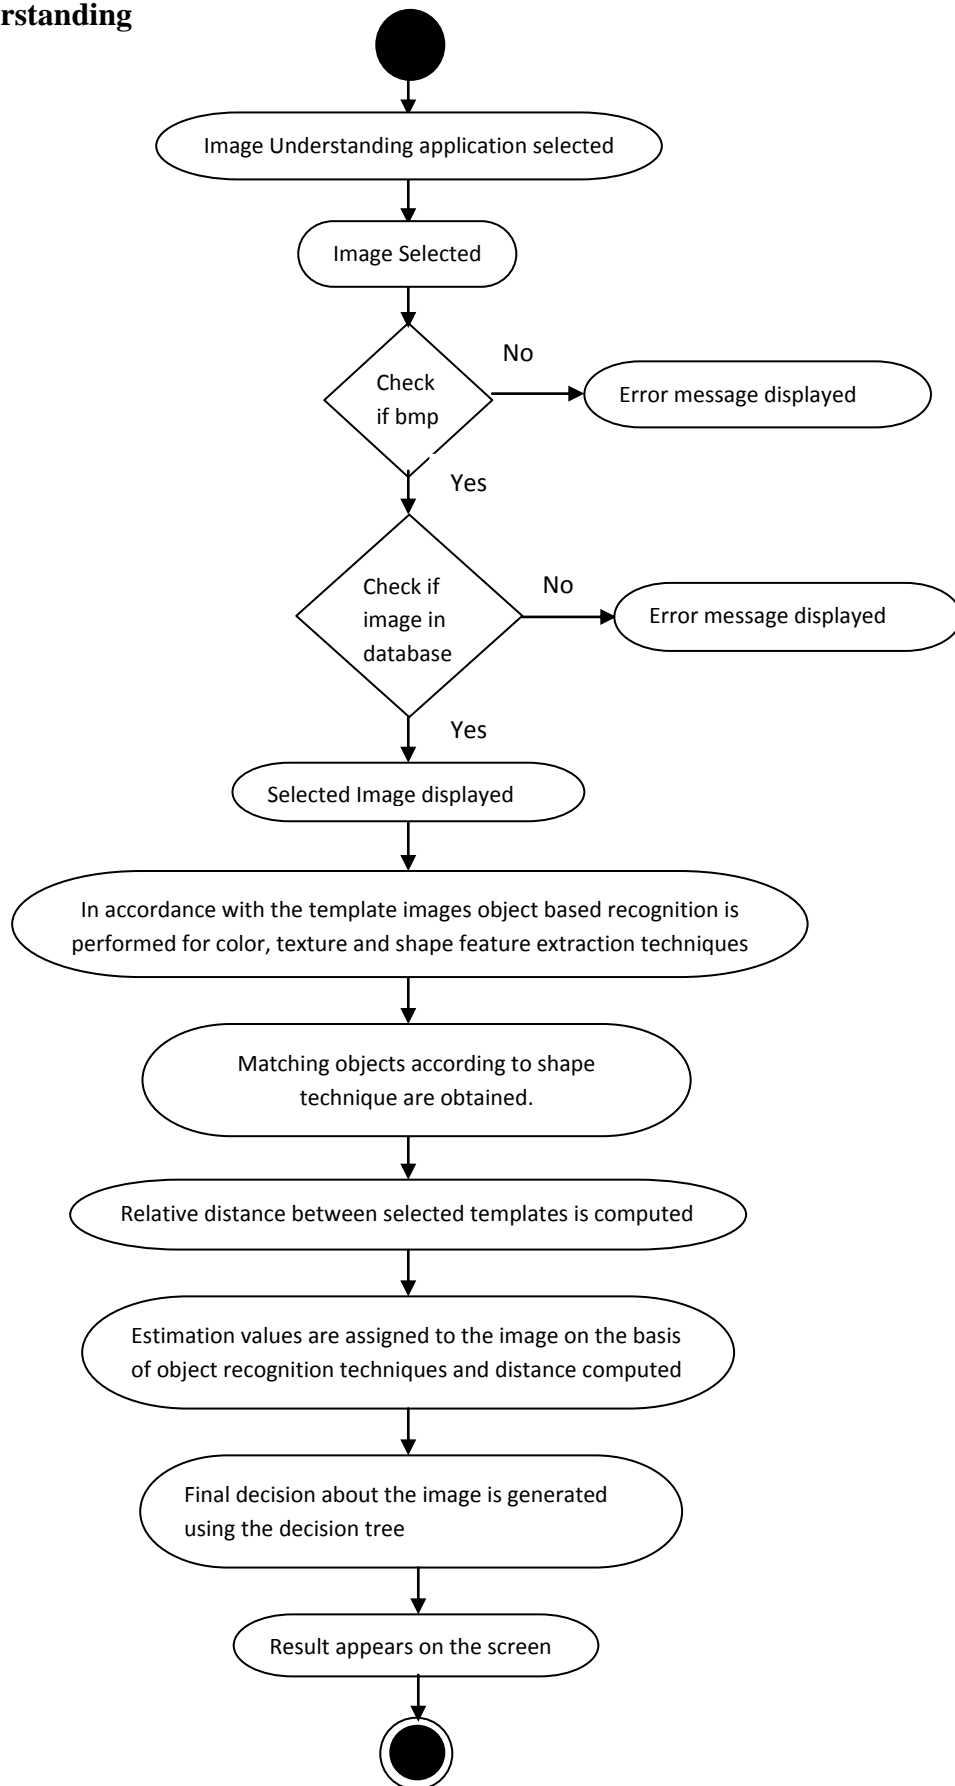 rstanding
Image Understanding application selected
Image Selected
No
Check
if bmp
Error message displayed
Yes
No
Check if
image in
database
Error message displayed
Yes
Selected Image displayed
In accordance with the template images object based recognition is
performed for color, texture and shape feature extraction techniques
Matching objects according to shape
technique are obtained.
Relative distance between selected templates is computed
Estimation values are assigned to the image on the basis
of object recognition techniques and distance computed
Final decision about the image is generated
using the decision tree
Result appears on the screen